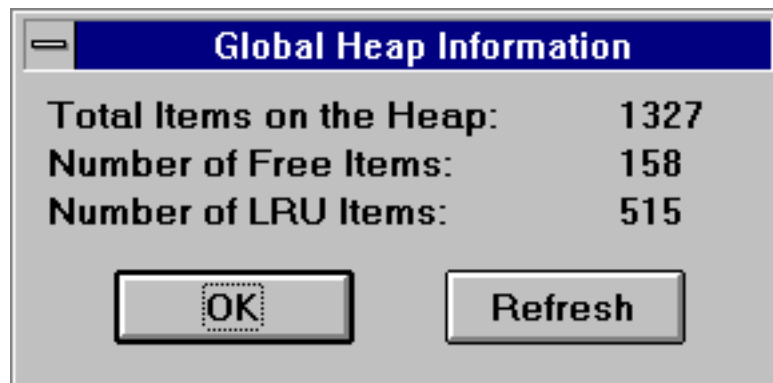 Global Heap Information
Total Items on the Heap: 1327
Number of Free Items: 158
Number of LRU Items: 515
OK Refresh